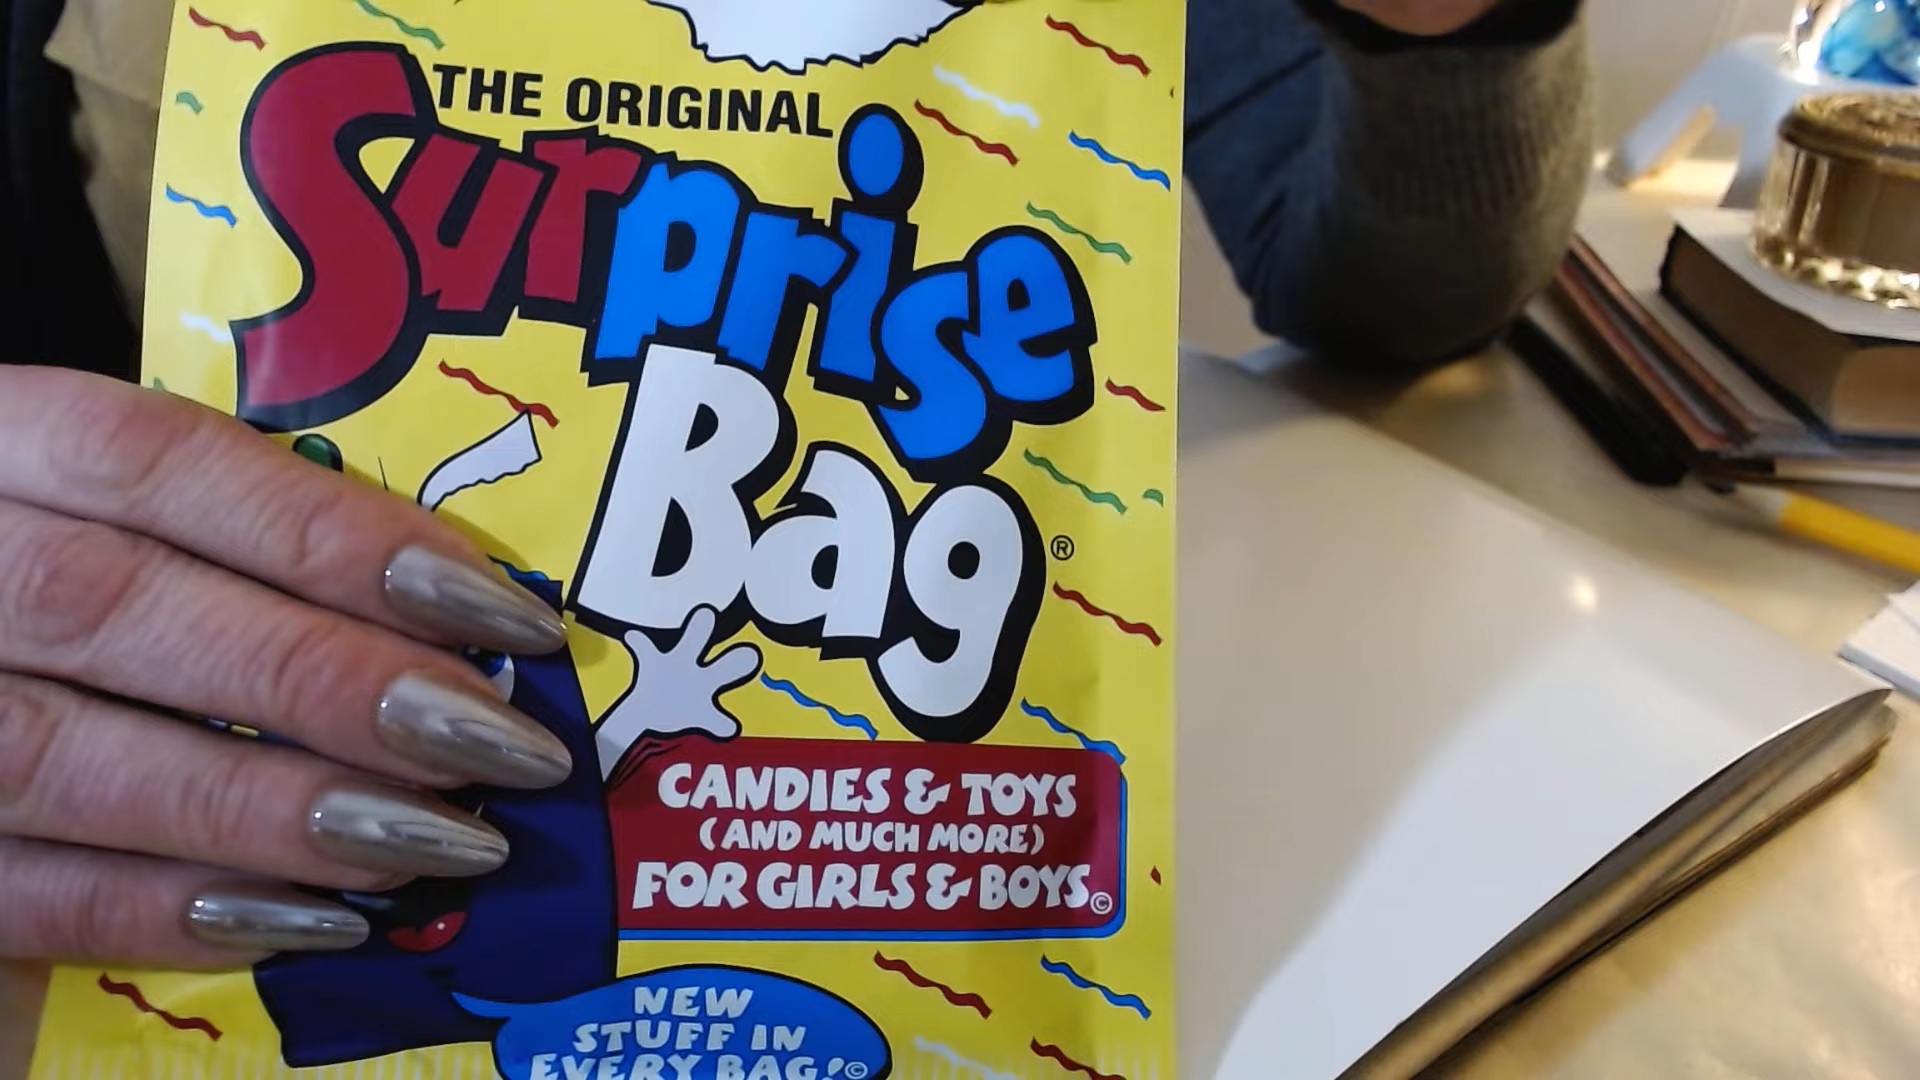 THE ORIGINAL
Surprise
Bag®
CANDIES & TOYS
(AND MUCH MORE)
FOR GIRLS & BOYS©
NEW
STUFF IN
EVERY BAG!©